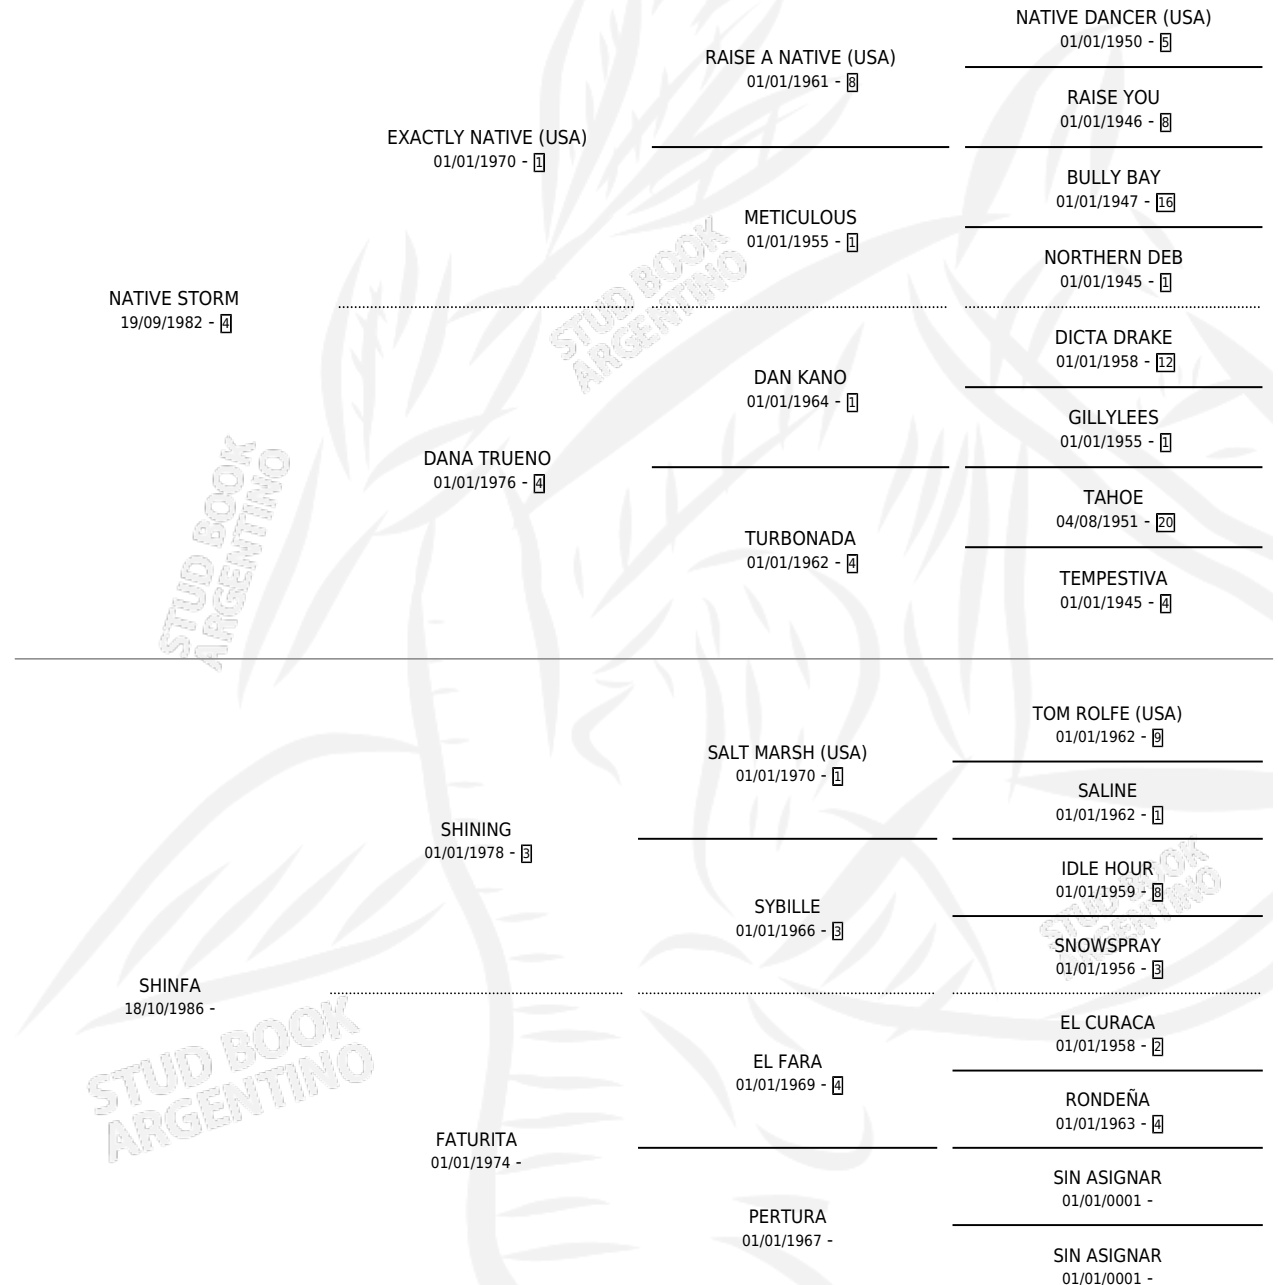 NATIVE DANCER (USA)
01/01/1950 - 5
RAISE A NATIVE (USA)
01/01/1961 - 8
RAISE YOU
01/01/1946 - 8
EXACTLY NATIVE (USA)
01/01/1970 - 1
BULLY BAY
01/01/1947 - 16
METICULOUS
01/01/1955 - 1
NORTHERN DEB
01/01/1945 - 1
NATIVE STORM
19/09/1982 - 4
DICTA DRAKE
01/01/1958 - 12
DAN KANO
01/01/1964 - 1
GILLYLEES
01/01/1955 - 1
DANA TRUENO
01/01/1976 - 4
TAHOE
04/08/1951 - 20
TURBONADA
01/01/1962 - 4
TEMPESTIVA
01/01/1945 - 4
TOM ROLFE (USA)
01/01/1962 - 9
SALT MARSH (USA)
01/01/1970 - 1
SALINE
01/01/1962 - 1
SHINING
01/01/1978 - 3
IDLE HOUR
01/01/1959 - 8
SYBILLE
01/01/1966 - 3
SNOWSPRAY
01/01/1956 - 3
SHINFA
18/10/1986 -
EL CURACA
01/01/1958 - 2
EL FARA
01/01/1969 - 4
RONDEÑA
01/01/1963 - 4
FATURITA
01/01/1974 -
SIN ASIGNAR
01/01/0001 -
PERTURA
01/01/1967 -
SIN ASIGNAR
01/01/0001 -
STUD BOOK
ARGENTINO
STUD BOOK
ARGENTINO
STUD BOOK
ARGENTINO
STUD BOOK
ARGENTINO